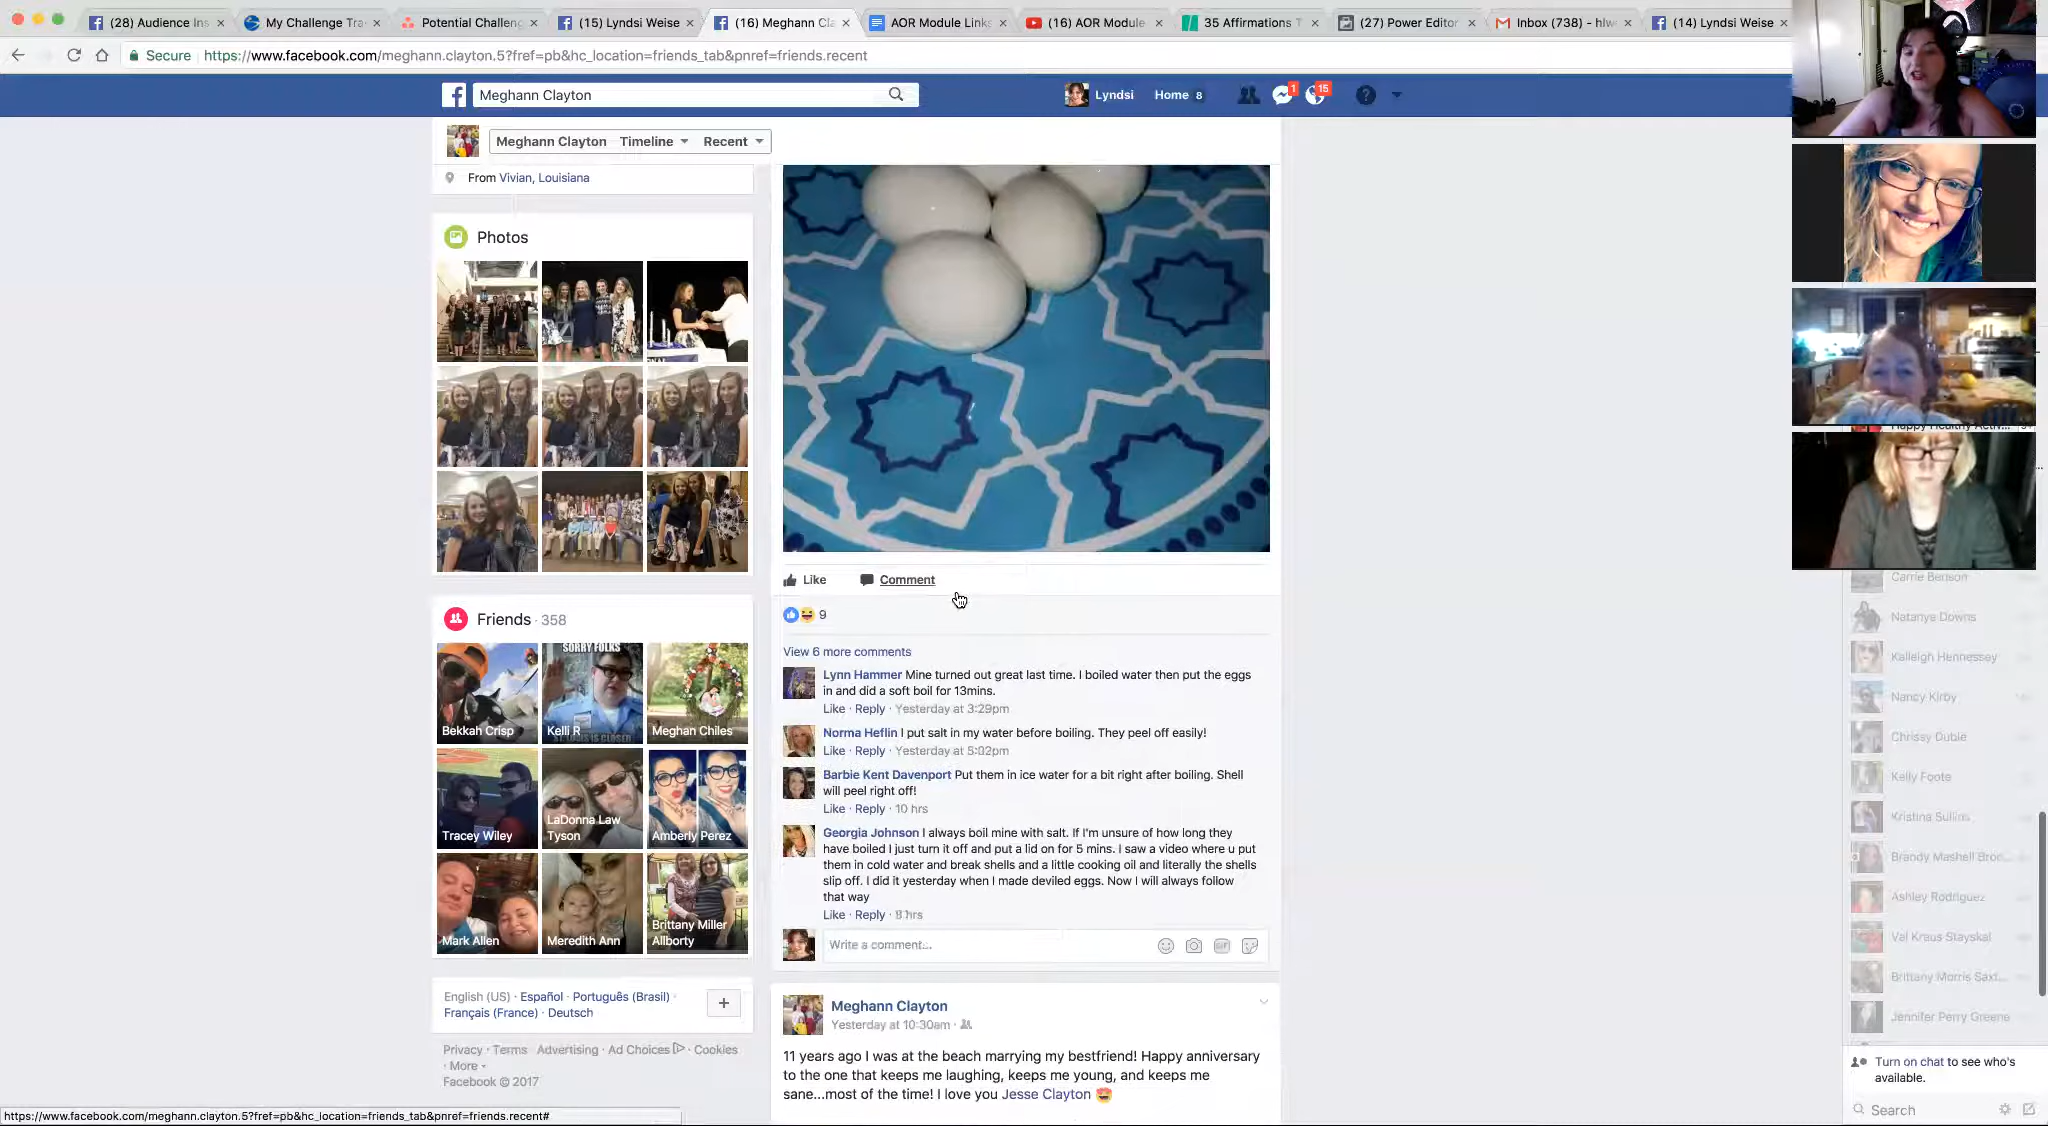 (28) Audience Ins
My Challenge Tra
Potential Challeng
(15) Lyndsi Weise
(16) Meghann Cla
AOR Module Links
(16) AOR Module
35 Affirmations T
(27) Power Editor
Inbox (738) - hlw
(14) Lyndsi Weise
Secure
https://www.facebook.com/meghann.clayton.5?fref=pb&hc_location=friends_tab&pnref=friends.recent
Meghann Clayton
Lyndsi
Home 8
1
15
Meghann Clayton
Timeline
Recent
From Vivian, Louisiana
Photos
Friends · 358
SORRY FOLKS
Bekkah Crisp
Kelli R
Meghan Chiles
Tracey Wiley
LaDonna Law
Tyson
Amberly Perez
Mark Allen
Meredith Ann
Brittany Miller
Allborty
English (US) · Español · Português (Brasil) ·
Français (France) · Deutsch
Privacy · Terms · Advertising · Ad Choices · Cookies
· More
Facebook © 2017
Like
Comment
9
View 6 more comments
Lynn Hammer Mine turned out great last time. I boiled water then put the eggs
in and did a soft boil for 13mins.
Like · Reply · Yesterday at 3:29pm
Norma Heflin I put salt in my water before boiling. They peel off easily!
Like · Reply · Yesterday at 5:02pm
Barbie Kent Davenport Put them in ice water for a bit right after boiling. Shell
will peel right off!
Like · Reply · 10 hrs
Georgia Johnson I always boil mine with salt. If I'm unsure of how long they
have boiled I just turn it off and put a lid on for 5 mins. I saw a video where u put
them in cold water and break shells and a little cooking oil and literally the shells
slip off. I did it yesterday when I made deviled eggs. Now I will always follow
that way
Like · Reply · 8 hrs
Write a comment...
Meghann Clayton
Yesterday at 10:30am ·
11 years ago I was at the beach marrying my bestfriend! Happy anniversary
to the one that keeps me laughing, keeps me young, and keeps me
sane...most of the time! I love you Jesse Clayton
Carrie Benson
Natanya Downs
Kalleigh Hennessey
Nancy Kirby
Chrissy Duble
Kelly Foote
Kristina Sullins
Brandy Mashell Bro...
Ashley Rodriguez
Val Kraus Stayskal
Brittany Morris Saxt...
Jennifer Perry Greene
Turn on chat to see who's
available.
Search
https://www.facebook.com/meghann.clayton.5?fref=pb&hc_location=friends_tab&pnref=friends.recent#